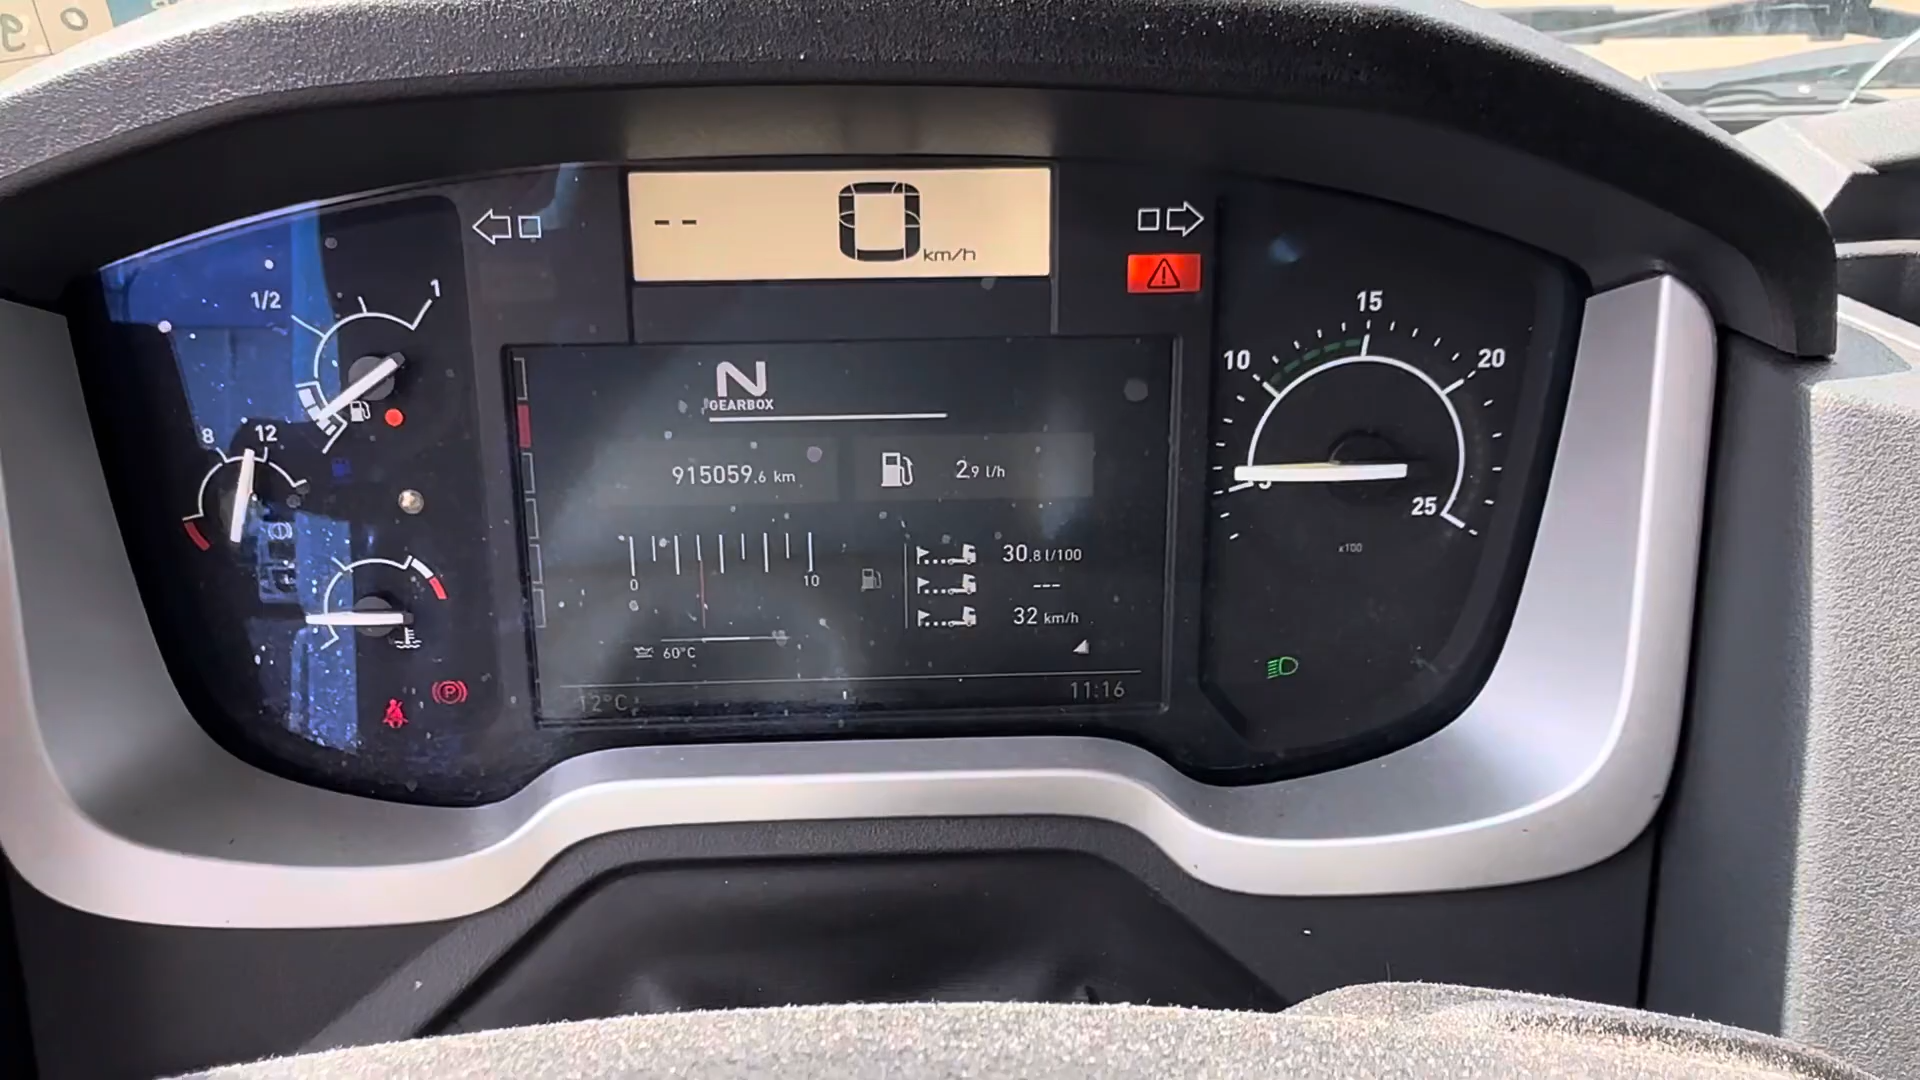 -- 0 km/h
1/2 1
8 12
N
GEARBOX
915059.6 km
2.9 l/h
0 10
30.8 l/100
---
32 km/h
60°C
12°C
11:16
P
10 15 20 25
x100